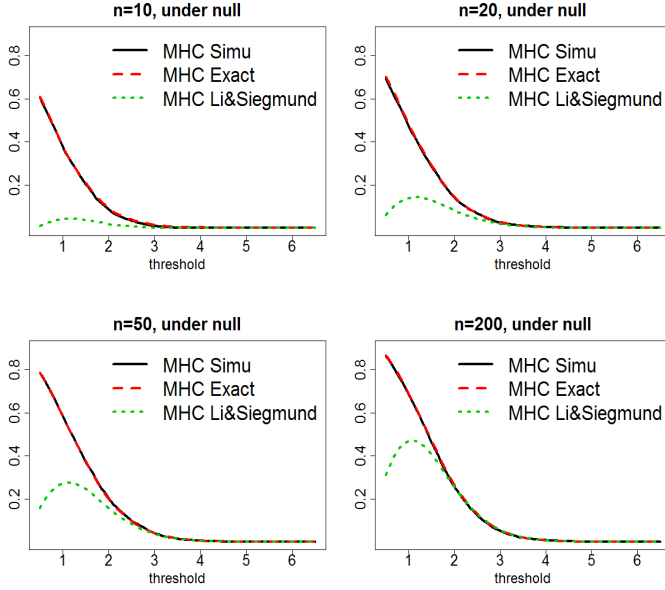 n=10, under null
0.8
0.6
0.4
0.2
MHC Simu
MHC Exact
MHC Li&Siegmund
1 2 3 4 5 6
threshold
n=20, under null
0.8
0.6
0.4
0.2
MHC Simu
MHC Exact
MHC Li&Siegmund
1 2 3 4 5 6
threshold
n=50, under null
0.8
0.6
0.4
0.2
MHC Simu
MHC Exact
MHC Li&Siegmund
1 2 3 4 5 6
threshold
n=200, under null
0.8
0.6
0.4
0.2
MHC Simu
MHC Exact
MHC Li&Siegmund
1 2 3 4 5 6
threshold